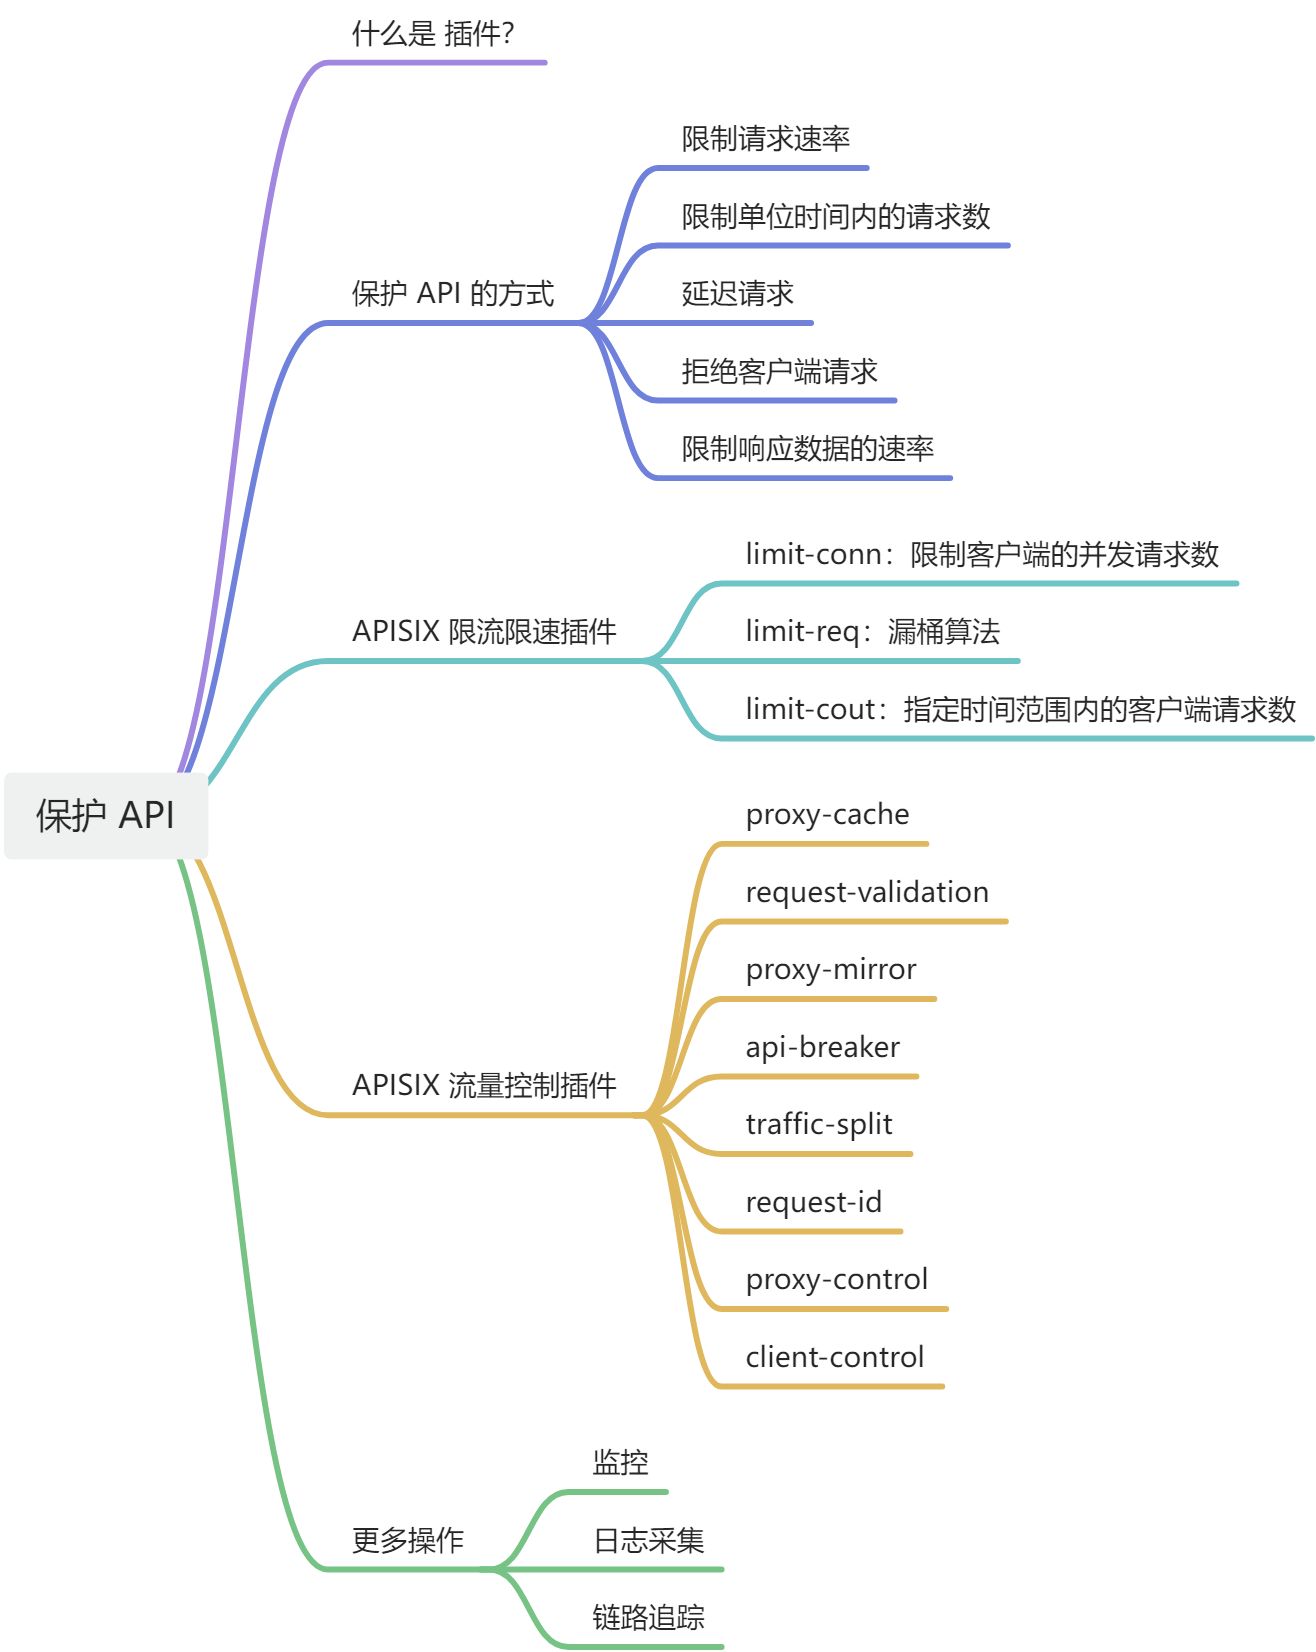 什么是 插件？
限制请求速率
限制单位时间内的请求数
保护 API 的方式
延迟请求
拒绝客户端请求
限制响应数据的速率
limit-conn：限制客户端的并发请求数
APISIX 限流限速插件
limit-req：漏桶算法
limit-cout：指定时间范围内的客户端请求数
保护 API
proxy-cache
request-validation
proxy-mirror
api-breaker
APISIX 流量控制插件
traffic-split
request-id
proxy-control
client-control
监控
更多操作
日志采集
链路追踪